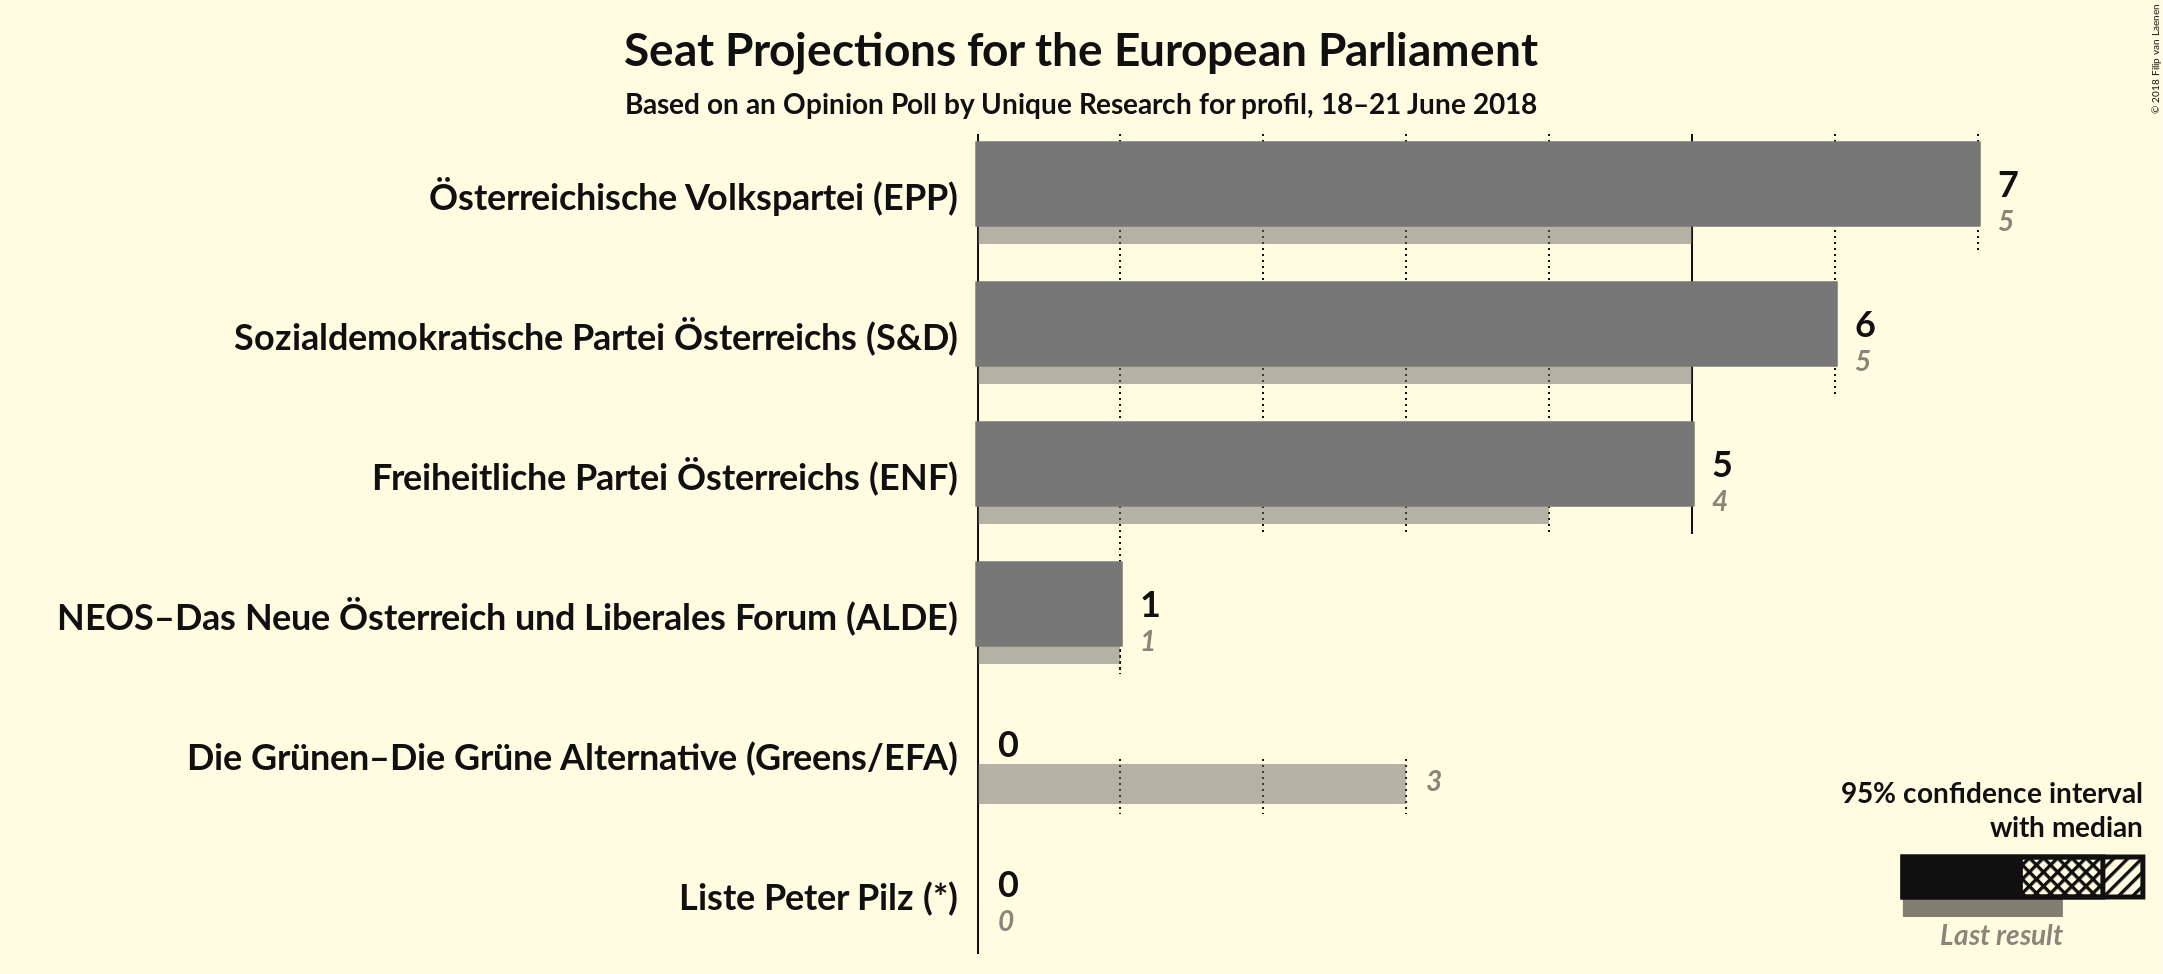 Seat Projections for the European Parliament
Based on an Opinion Poll by Unique Research for profil, 18–21 June 2018
© 2018 Filip van Laenen
Österreichische Volkspartei (EPP)
7
5
Sozialdemokratische Partei Österreichs (S&D)
6
5
Freiheitliche Partei Österreichs (ENF)
5
4
NEOS–Das Neue Österreich und Liberales Forum (ALDE)
1
1
Die Grünen–Die Grüne Alternative (Greens/EFA)
0
3
Liste Peter Pilz (*)
0
0
95% confidence interval
with median
Last result